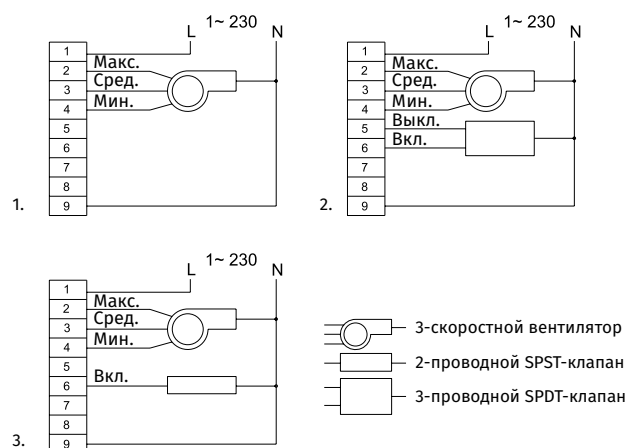 1.
L 1~ 230 N
1
2 Макс.
3 Сред.
4 Мин.
5
6
7
8
9
2.
L 1~ 230 N
1
2 Макс.
3 Сред.
4 Мин.
5 Выкл.
6 Вкл.
7
8
9
3.
L 1~ 230 N
1
2 Макс.
3 Сред.
4 Мин.
5
6 Вкл.
7
8
9
3-скоростной вентилятор
2-проводной SPST-клапан
3-проводной SPDT-клапан